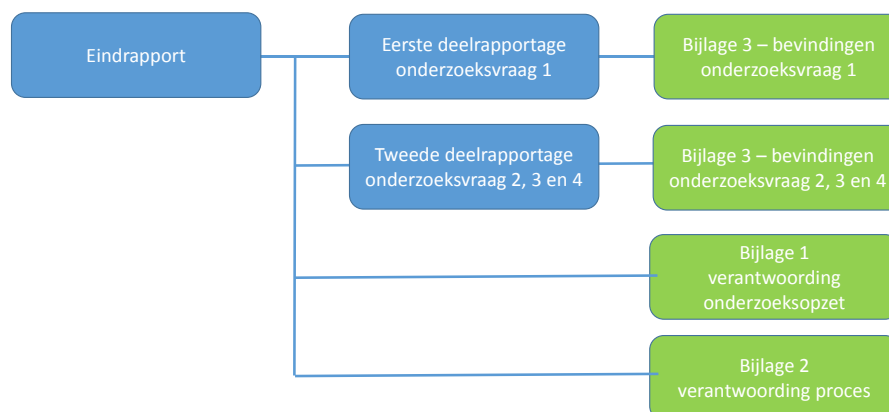 Eindrapport
Eerste deelrapportage
onderzoeksvraag 1
Bijlage 3 – bevindingen
onderzoeksvraag 1
Tweede deelrapportage
onderzoeksvraag 2, 3 en 4
Bijlage 3 – bevindingen
onderzoeksvraag 2, 3 en 4
Bijlage 1
verantwoording
onderzoeksopzet
Bijlage 2
verantwoording proces